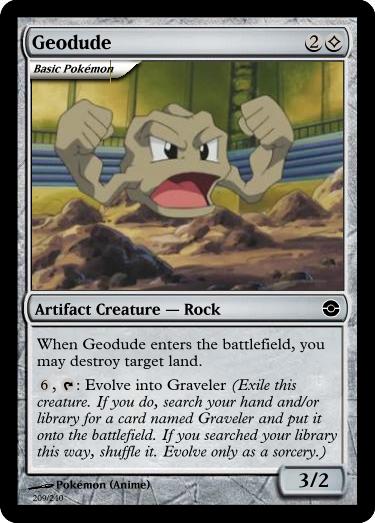 Geodude 2
Basic Pokémon
Artifact Creature — Rock
When Geodude enters the battlefield, you
may destroy target land.
6, : Evolve into Graveler (Exile this
creature. If you do, search your hand and/or
library for a card named Graveler and put it
onto the battlefield. If you searched your library
this way, shuffle it. Evolve only as a sorcery.)
3/2
Pokémon (Anime)
209/240